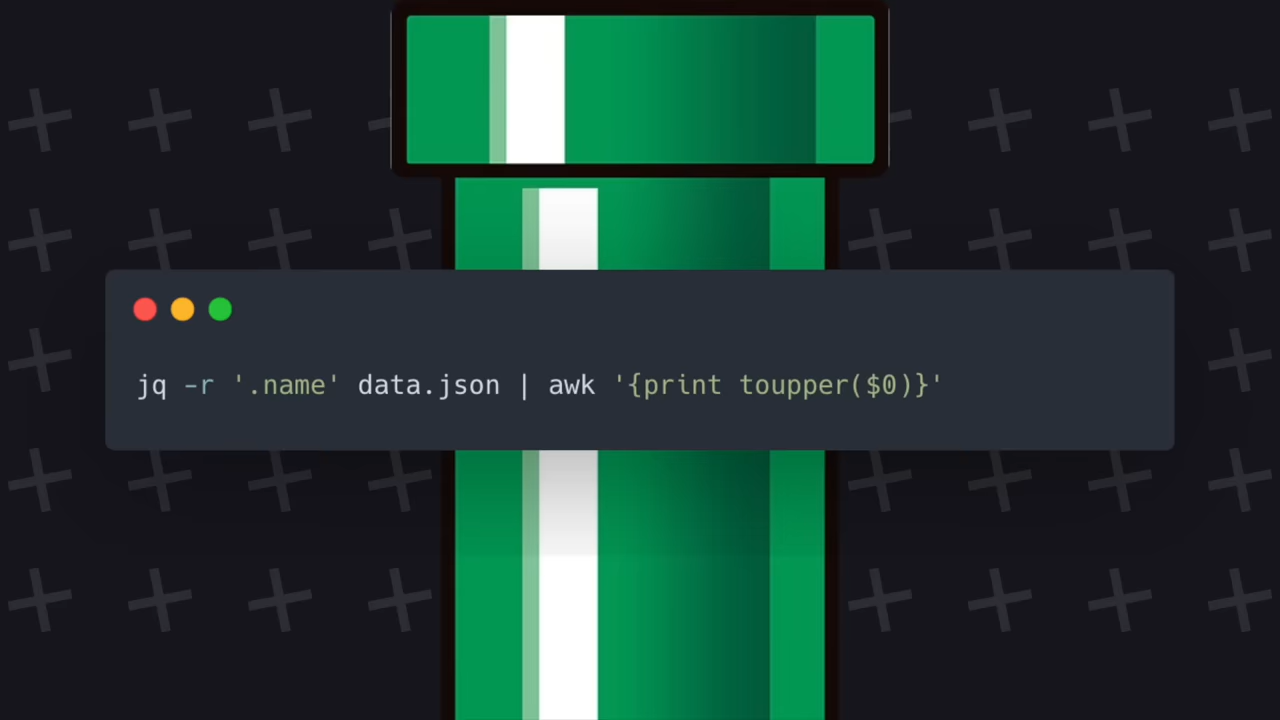 jq -r '.name' data.json | awk '{print toupper($0)}'